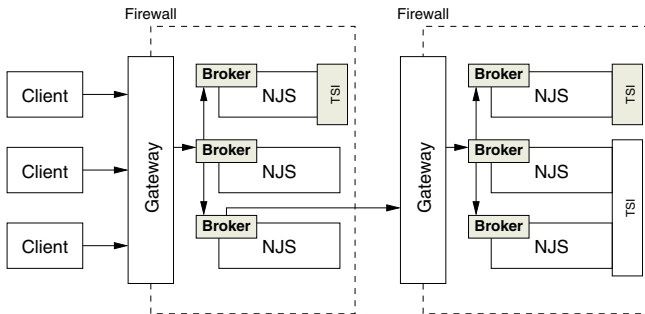 Firewall
Firewall
Client
Client
Client
Gateway
Broker
NJS
TSI
Broker
NJS
Broker
NJS
Gateway
Broker
NJS
TSI
Broker
NJS
Broker
NJS
TSI